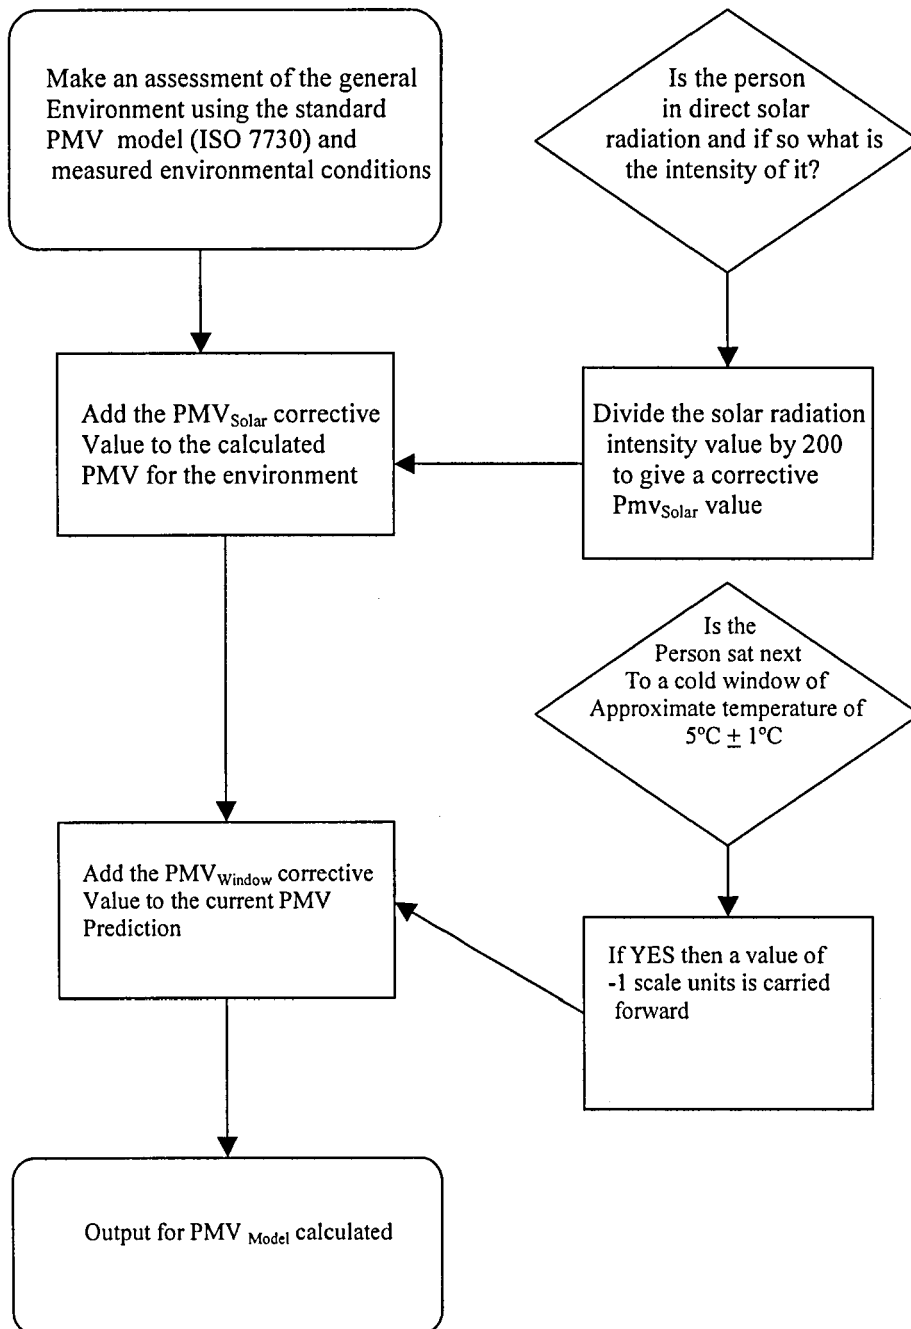 Make an assessment of the general
Environment using the standard
PMV model (ISO 7730) and
measured environmental conditions
Is the person
in direct solar
radiation and if so what is
the intensity of it?
Add the PMVSolar corrective
Value to the calculated
PMV for the environment
Divide the solar radiation
intensity value by 200
to give a corrective
PmvSolar value
Is the
Person sat next
To a cold window of
Approximate temperature of
5°C ± 1°C
Add the PMVWindow corrective
Value to the current PMV
Prediction
If YES then a value of
-1 scale units is carried
forward
Output for PMV Model calculated